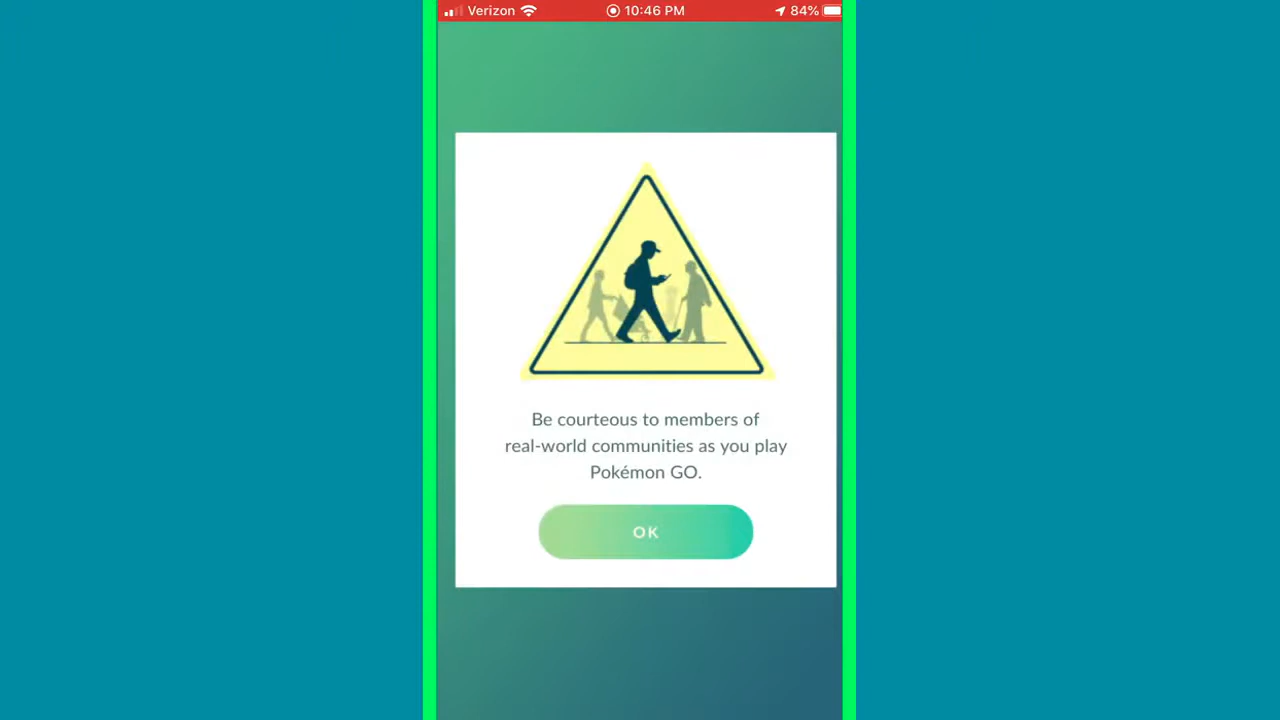 Verizon 10:46 PM 84%
Be courteous to members of
real-world communities as you play
Pokémon GO.
OK